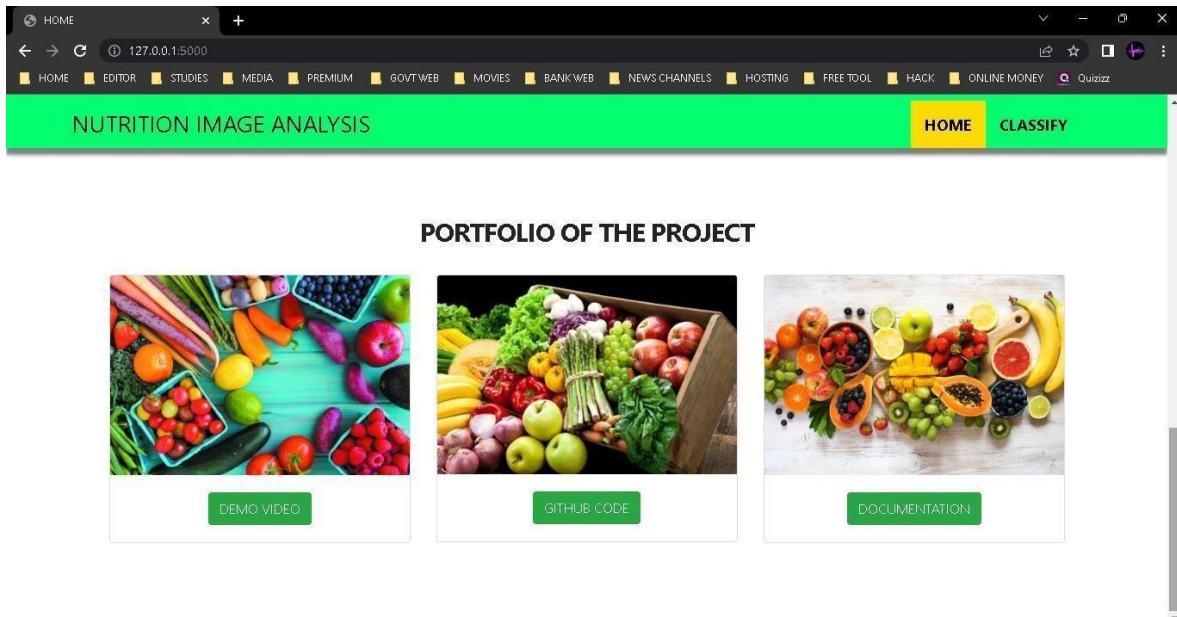 HOME
127.0.0.1:5000
HOME EDITOR STUDIES MEDIA PREMIUM GOVT WEB MOVIES BANK WEB NEWS CHANNELS HOSTING FREE TOOL HACK ONLINE MONEY Quizizz
NUTRITION IMAGE ANALYSIS HOME CLASSIFY
PORTFOLIO OF THE PROJECT
DEMO VIDEO GITHUB CODE DOCUMENTATION